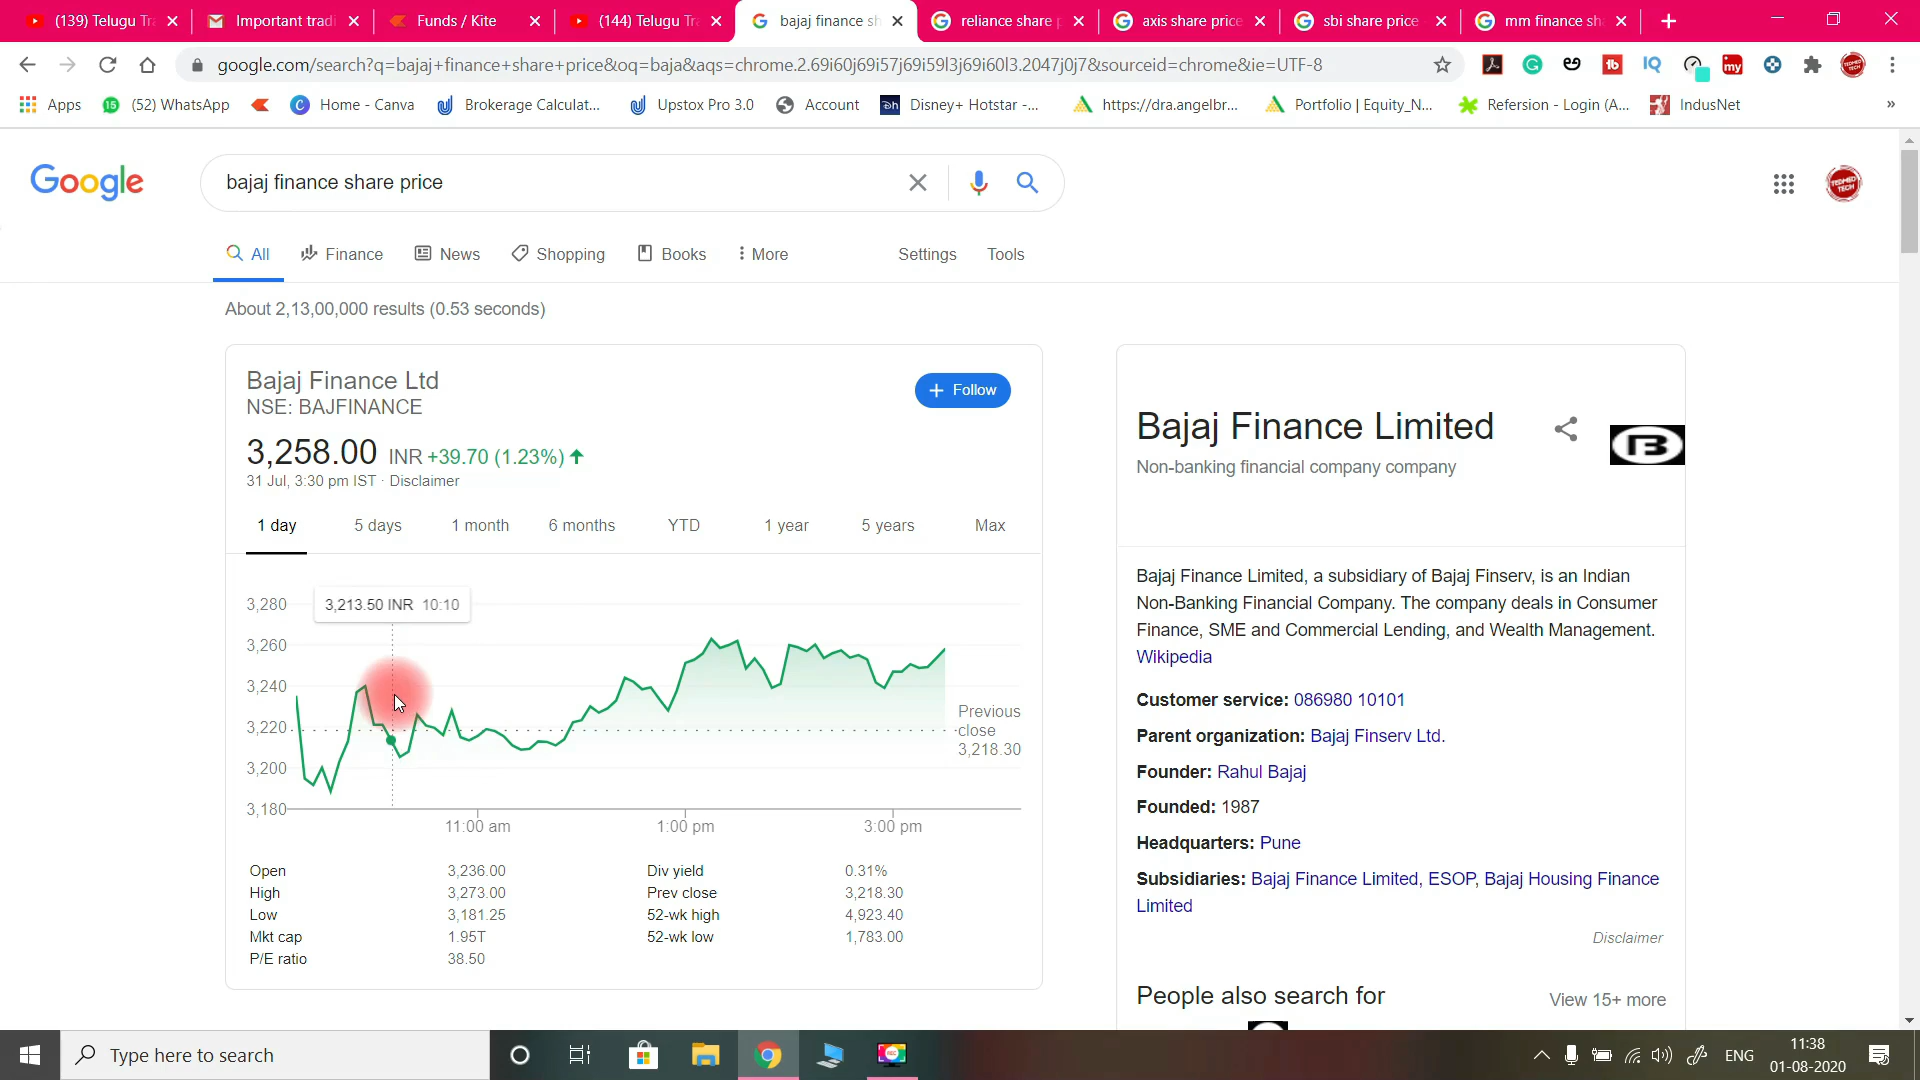 (139) Telugu Tra
Important tradi
Funds / Kite
(144) Telugu Tra
bajaj finance sh
reliance share p
axis share price
sbi share price
mm finance sha
google.com/search?q=bajaj+finance+share+price&oq=baja&aqs=chrome.2.69i60j69i57j69i59l3j69i60l3.2047j0j7&sourceid=chrome&ie=UTF-8
Apps
(52) WhatsApp
Home - Canva
Brokerage Calculat...
Upstox Pro 3.0
Account
Disney+ Hotstar -...
https://dra.angelbr...
Portfolio | Equity_N...
Refersion - Login (A...
IndusNet
»
Google
bajaj finance share price
All
Finance
News
Shopping
Books
More
Settings
Tools
About 2,13,00,000 results (0.53 seconds)
Bajaj Finance Ltd
NSE: BAJFINANCE
+ Follow
3,258.00 INR +39.70 (1.23%)
31 Jul, 3:30 pm IST · Disclaimer
1 day
5 days
1 month
6 months
YTD
1 year
5 years
Max
3,213.50 INR 10:10
3,280
3,260
3,240
3,220
3,200
3,180
Previous
close
3,218.30
11:00 am
1:00 pm
3:00 pm
Open 3,236.00 Div yield 0.31%
High 3,273.00 Prev close 3,218.30
Low 3,181.25 52-wk high 4,923.40
Mkt cap 1.95T 52-wk low 1,783.00
P/E ratio 38.50
Bajaj Finance Limited
Non-banking financial company company
Bajaj Finance Limited, a subsidiary of Bajaj Finserv, is an Indian
Non-Banking Financial Company. The company deals in Consumer
Finance, SME and Commercial Lending, and Wealth Management.
Wikipedia
Customer service: 086980 10101
Parent organization: Bajaj Finserv Ltd.
Founder: Rahul Bajaj
Founded: 1987
Headquarters: Pune
Subsidiaries: Bajaj Finance Limited, ESOP, Bajaj Housing Finance
Limited
Disclaimer
People also search for
View 15+ more
Type here to search
ENG
11:38
01-08-2020